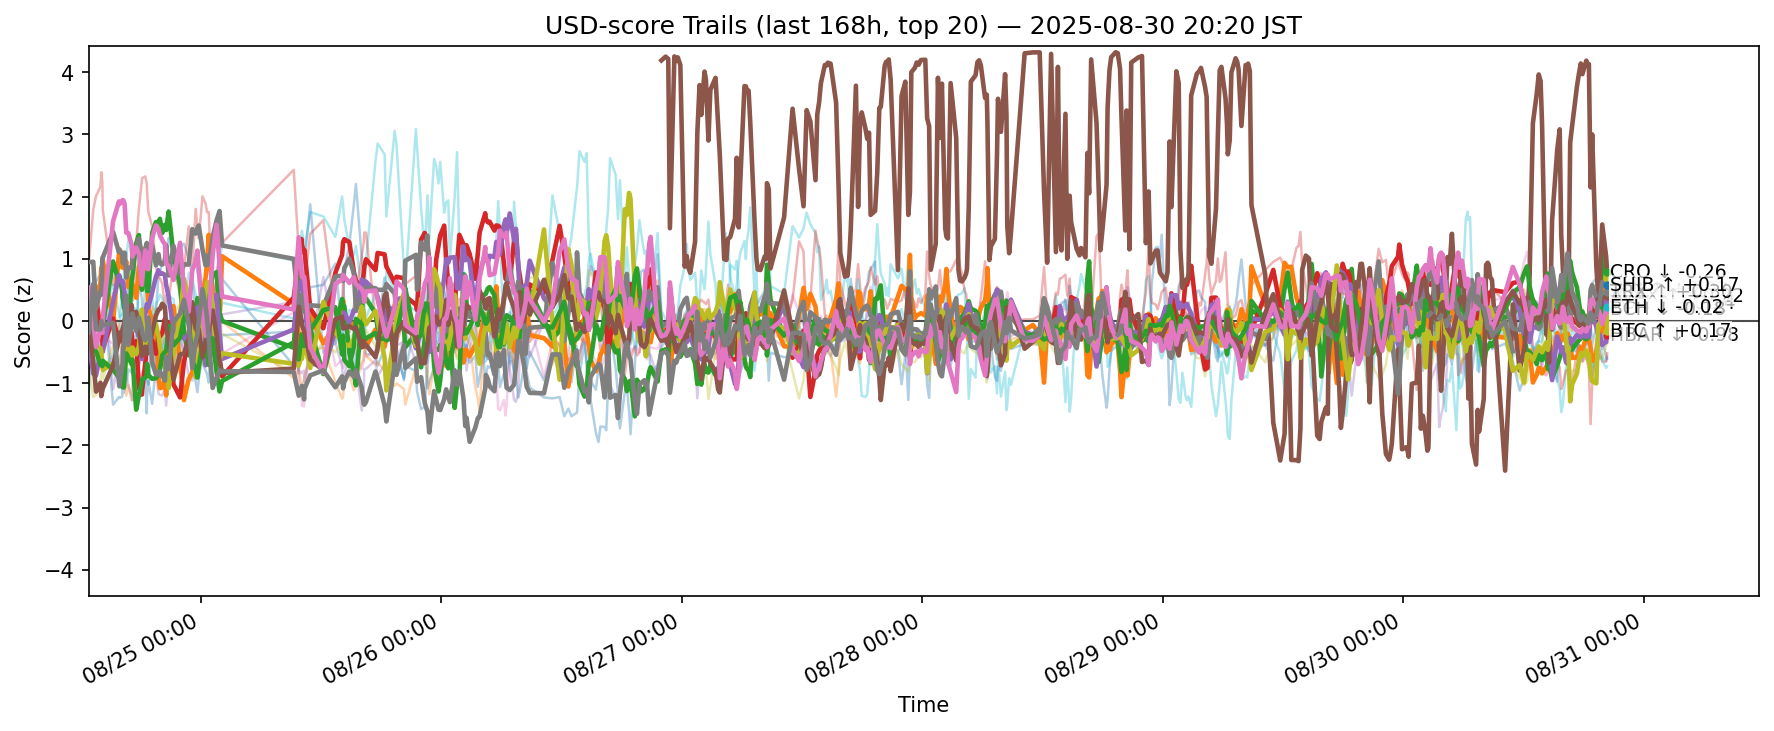 USD-score Trails (last 168h, top 20) — 2025-08-30 20:20 JST
Score (z)
4
3
2
1
0
−1
−2
−3
−4
CRO ↓ -0.26
SHIB ↑ +0.17
ETH ↓ -0.02
BTC ↑ +0.17
08/25 00:00
08/26 00:00
08/27 00:00
08/28 00:00
08/29 00:00
08/30 00:00
08/31 00:00
Time